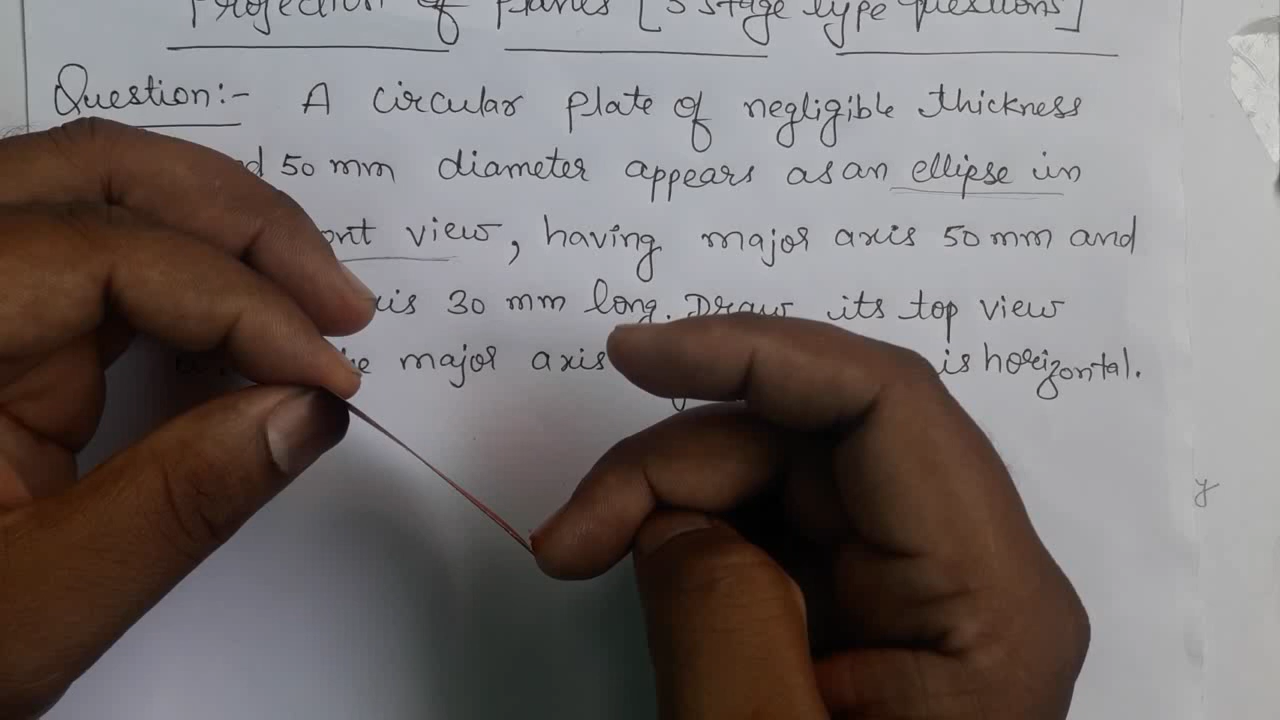 Projection of Planes [3 stage type questions]
Question:- A circular plate of negligible thickness
50 mm diameter appears as an ellipse in
view, having major axis 50 mm and
30 mm long. Draw its top view
major axis is horizontal.
y